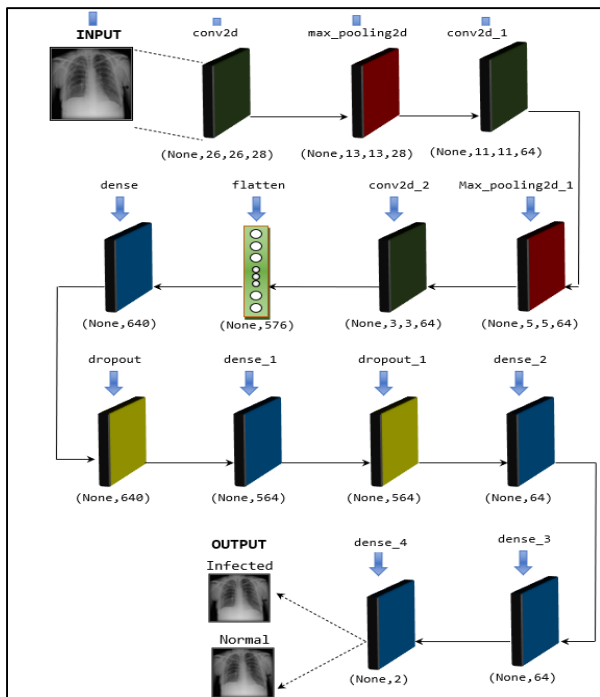 INPUT
conv2d
max_pooling2d
conv2d_1
(None,26,26,28)
(None,13,13,28)
(None,11,11,64)
dense
flatten
conv2d_2
Max_pooling2d_1
(None,640)
(None,576)
(None,3,3,64)
(None,5,5,64)
dropout
dense_1
dropout_1
dense_2
(None,640)
(None,564)
(None,564)
(None,64)
OUTPUT
dense_4
dense_3
Infected
Normal
(None,2)
(None,64)